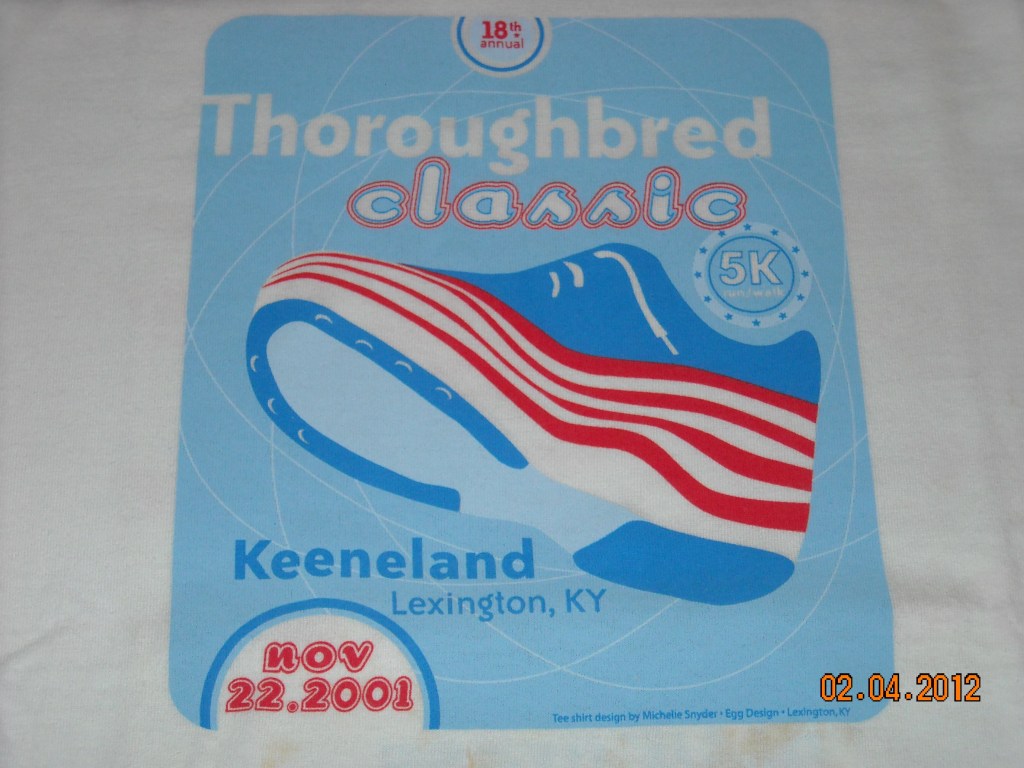 18th
annual
Thoroughbred
classic
5K
run/walk
Keeneland
Lexington, KY
nov
22.2001
Tee shirt design by Michelle Snyder • Egg Design • Lexington, KY
02.04.2012